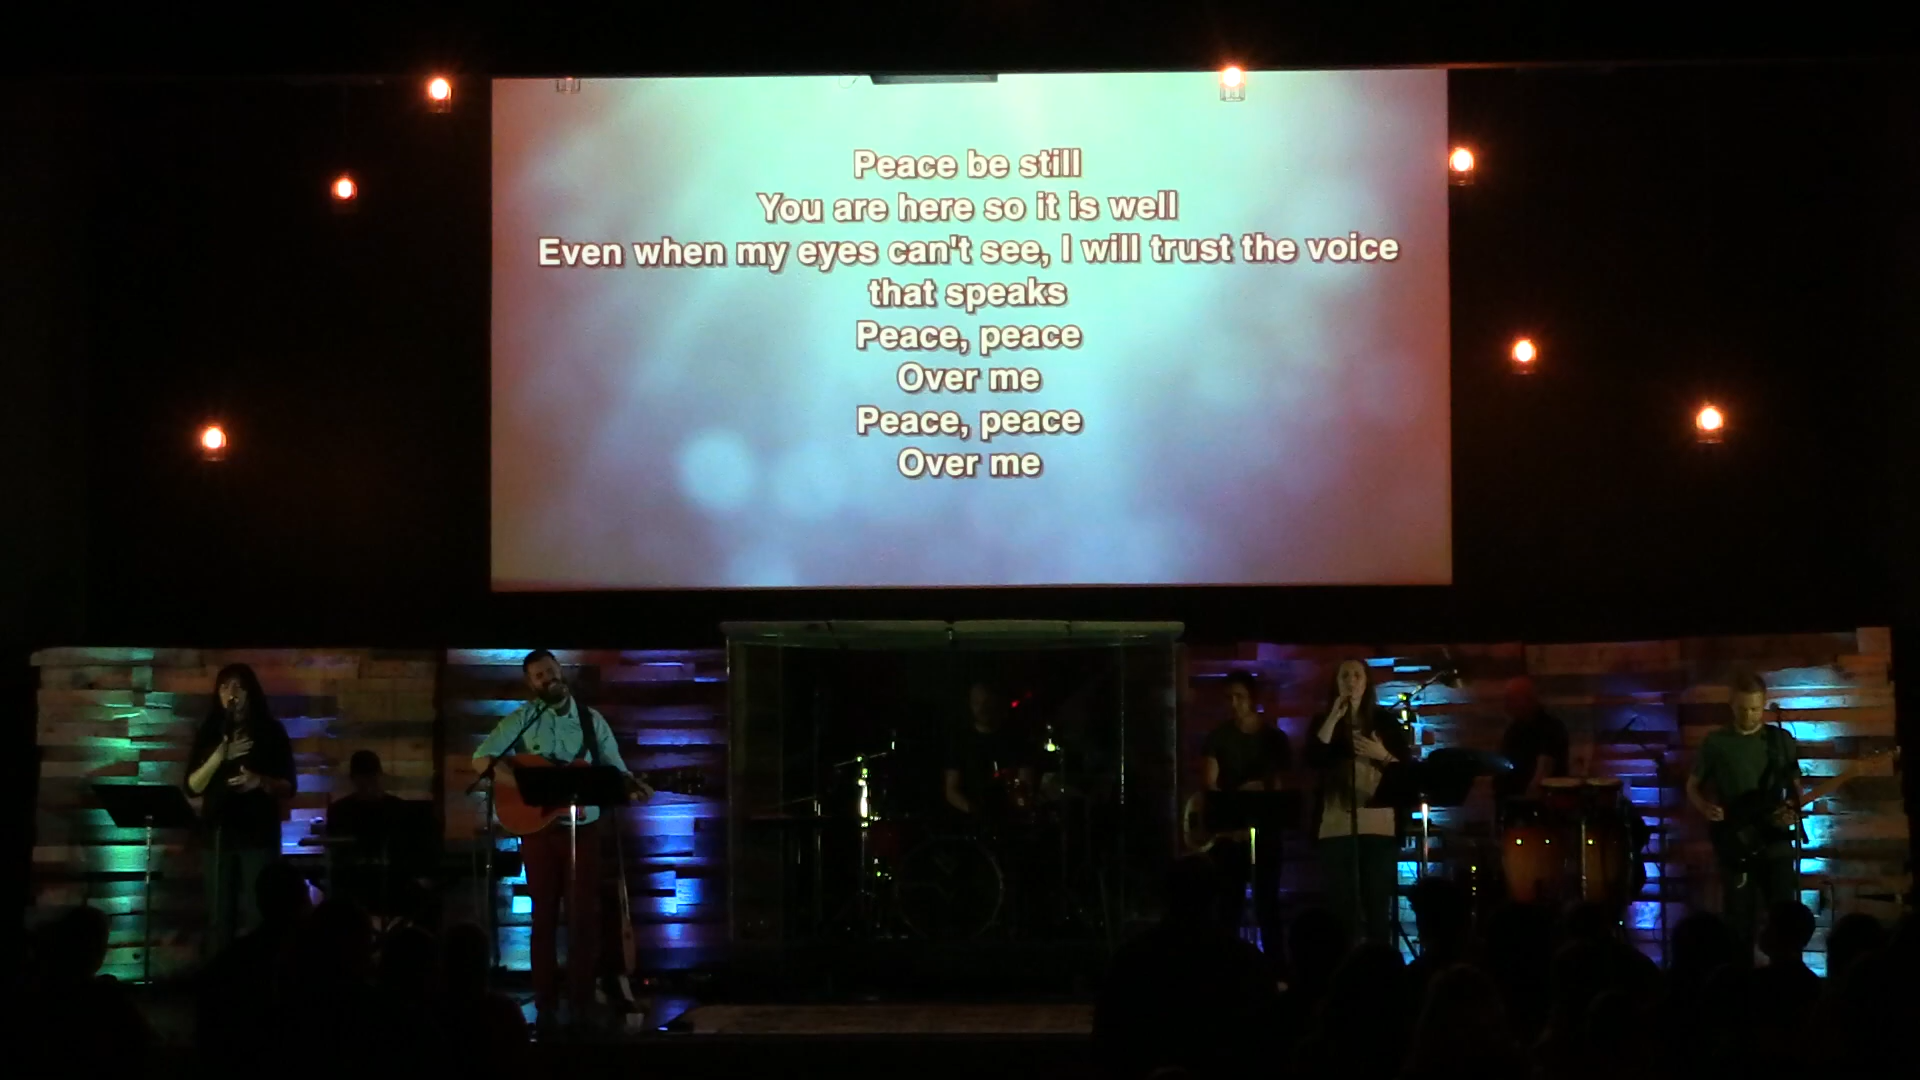 Peace be still
You are here so it is well
Even when my eyes can't see, I will trust the voice
that speaks
Peace, peace
Over me
Peace, peace
Over me